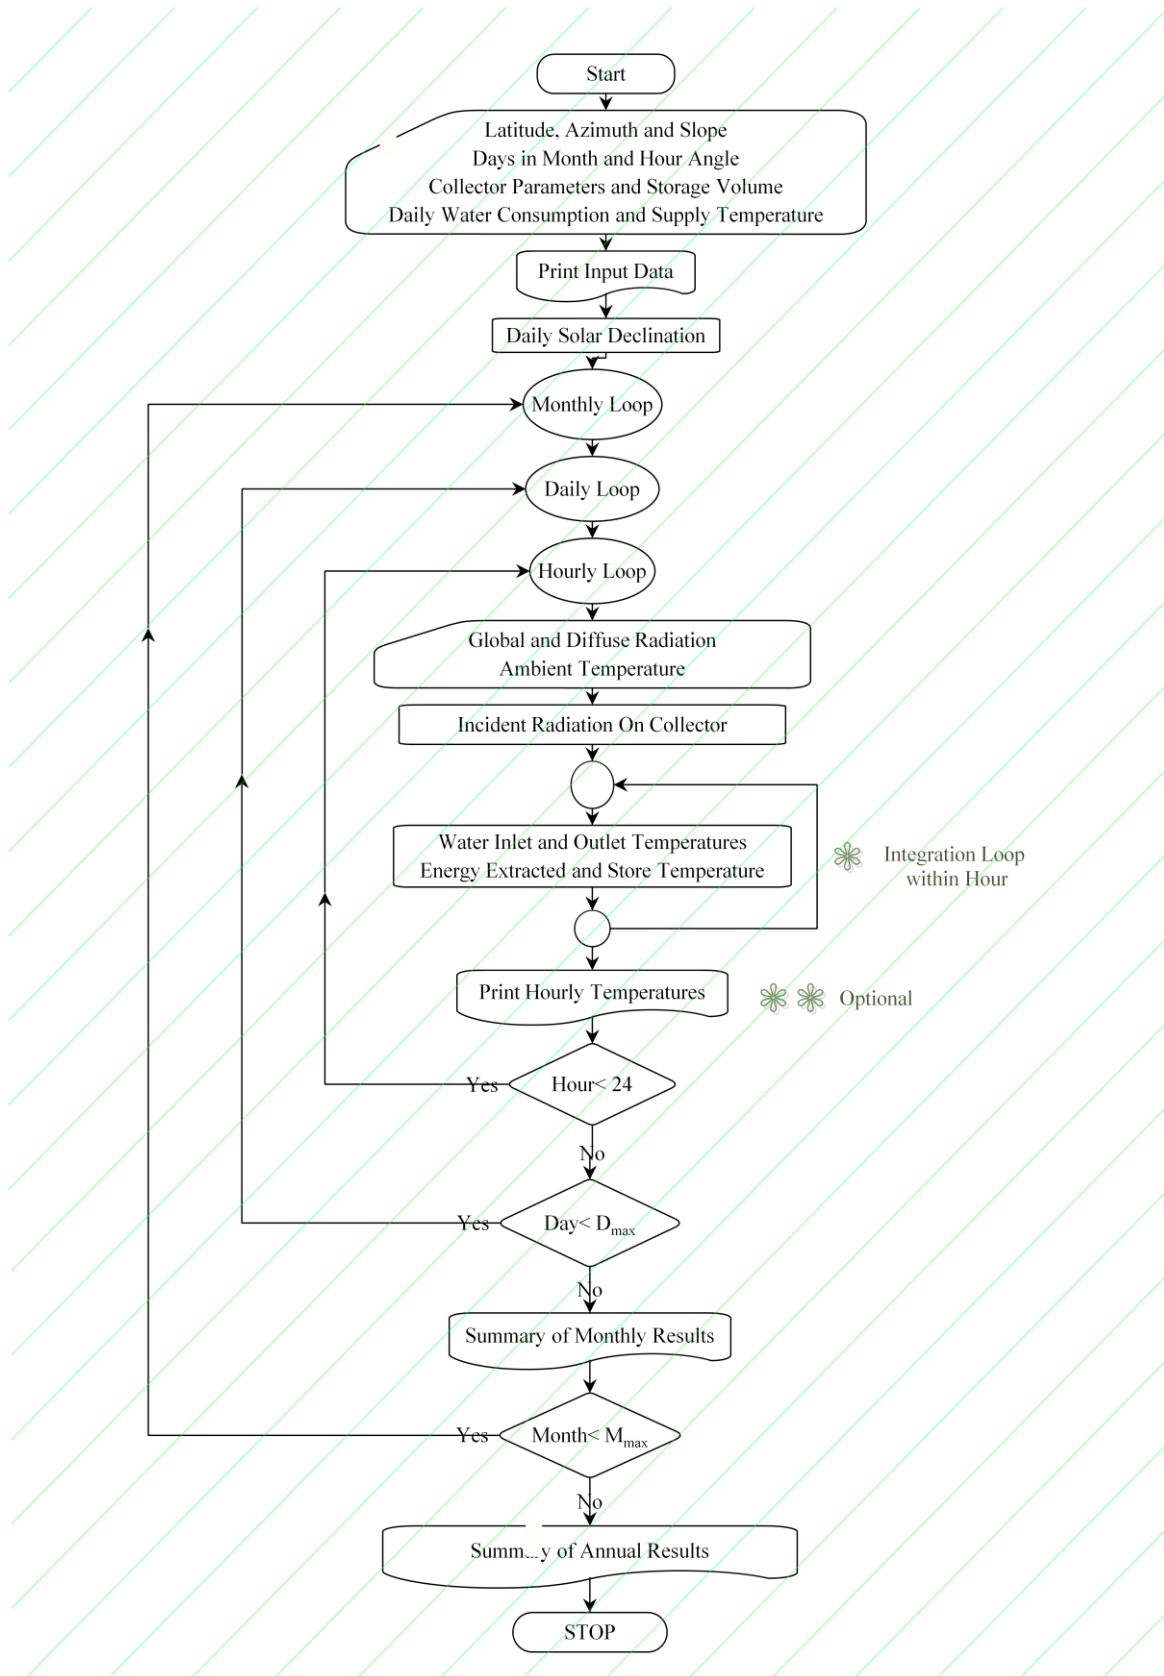 Start
Latitude, Azimuth and Slope
Days in Month and Hour Angle
Collector Parameters and Storage Volume
Daily Water Consumption and Supply Temperature
Print Input Data
Daily Solar Declination
Monthly Loop
Daily Loop
Hourly Loop
Global and Diffuse Radiation
Ambient Temperature
Incident Radiation On Collector
Water Inlet and Outlet Temperatures
Energy Extracted and Store Temperature
Integration Loop
within Hour
Print Hourly Temperatures
Optional
Yes
Hour< 24
No
Yes
Day< Dmax
No
Summary of Monthly Results
Yes
Month< Mmax
No
of Annual Results
STOP